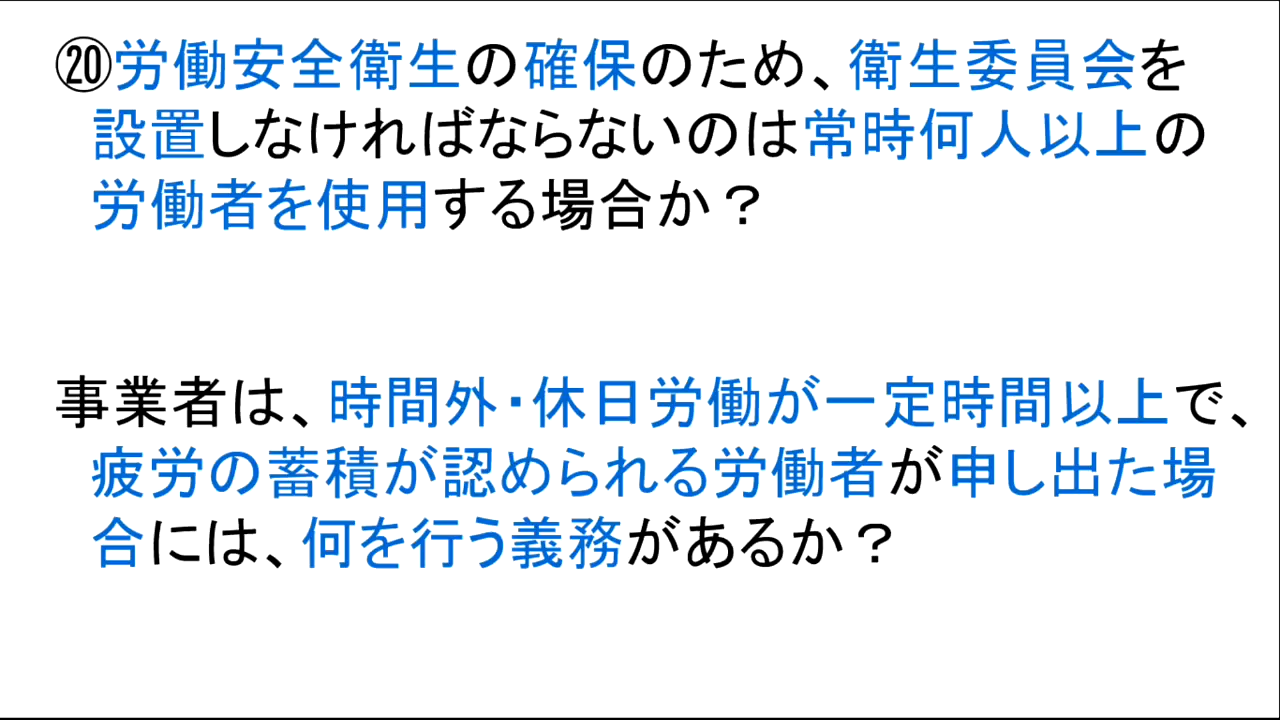 ⑳労働安全衛生の確保のため、衛生委員会を
設置しなければならないのは常時何人以上の
労働者を使用する場合か？
事業者は、時間外・休日労働が一定時間以上で、
疲労の蓄積が認められる労働者が申し出た場
合には、何を行う義務があるか？